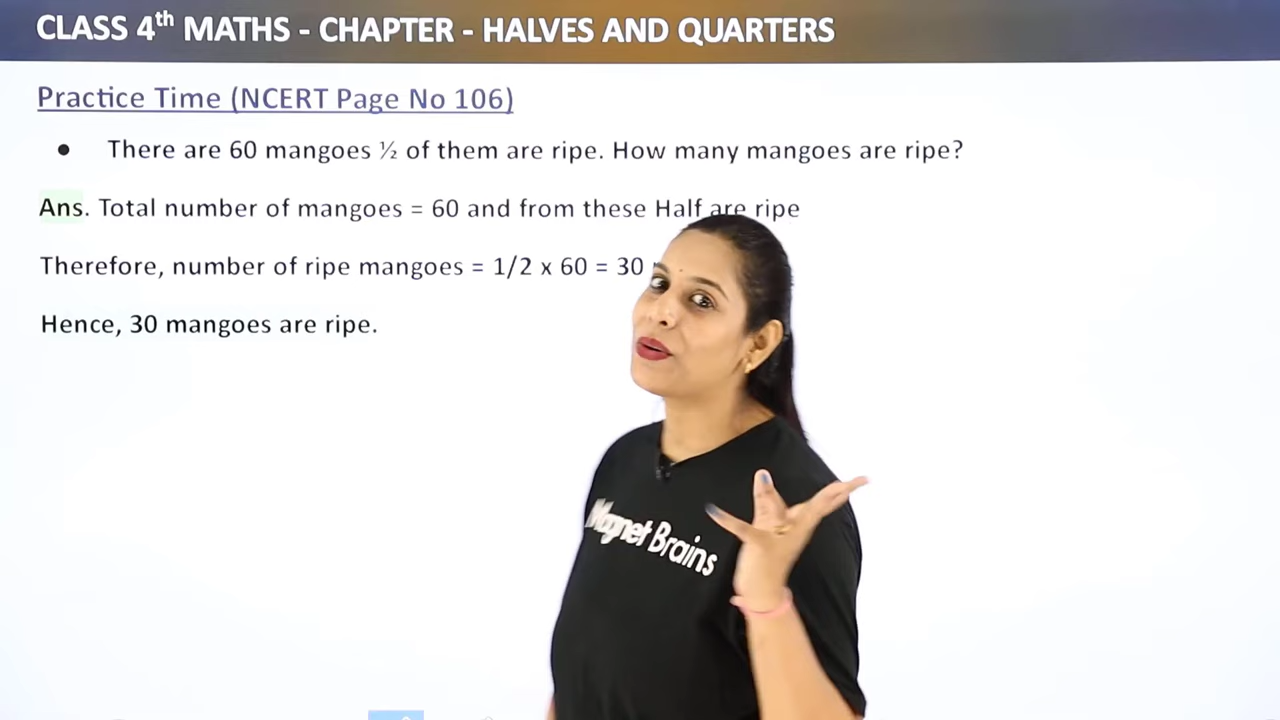 CLASS 4th MATHS - CHAPTER - HALVES AND QUARTERS
Practice Time (NCERT Page No 106)
● There are 60 mangoes ½ of them are ripe. How many mangoes are ripe?
Ans. Total number of mangoes = 60 and from these Half are ripe
Therefore, number of ripe mangoes = 1/2 x 60 = 30
Hence, 30 mangoes are ripe.
Magnet Brains